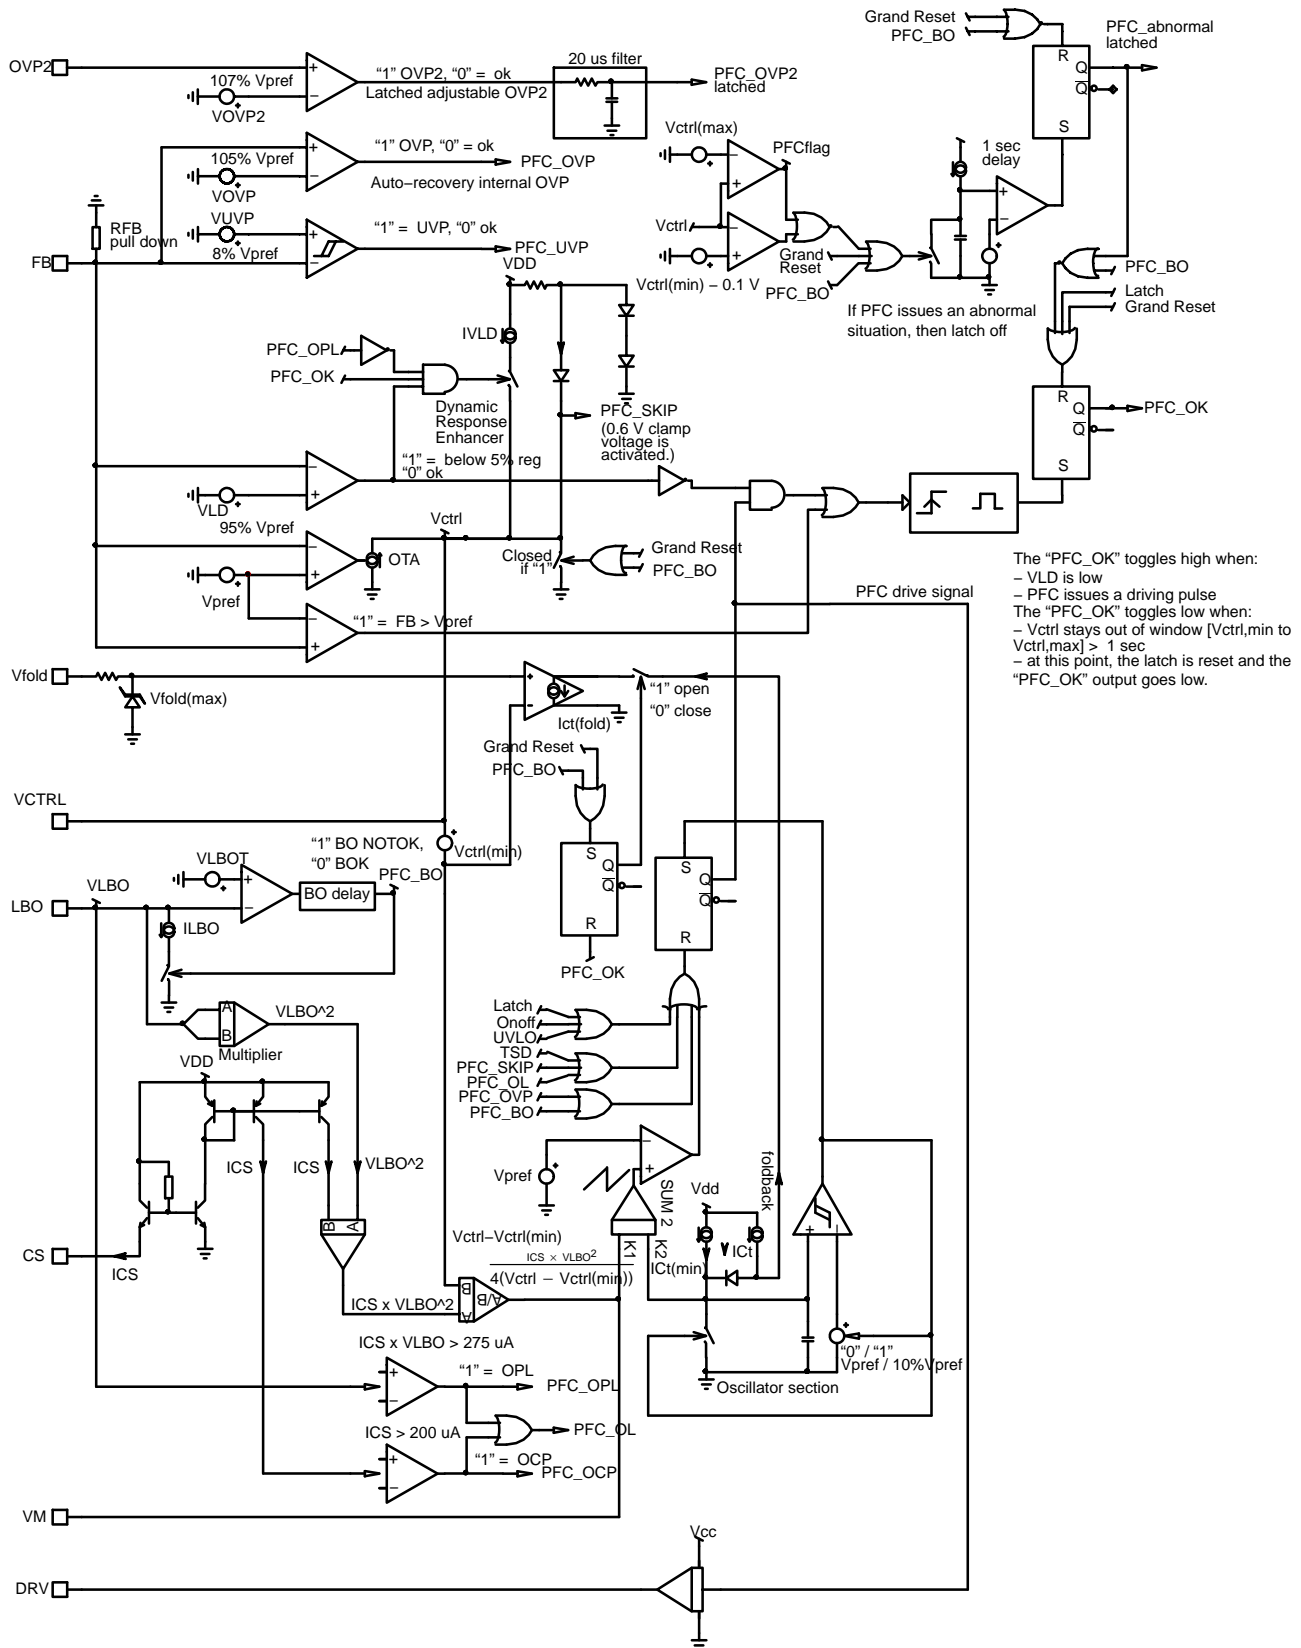 Grand Reset
PFC_BO
PFC_abnormal
latched
R
Q
Q
S
OVP2
107% Vpref
+
−
+
VOVP2
“1” OVP2, “0” = ok
Latched adjustable OVP2
20 us filter
PFC_OVP2
latched
105% Vpref
+
−
+
VOVP
“1” OVP, “0” = ok
PFC_OVP
Auto−recovery internal OVP
Vctrl(max)
−
+
+
PFCflag
Vctrl
+
−
+
Vctrl(min) − 0.1 V
Grand
Reset
PFC_BO
1 sec
delay
+
−
+
If PFC issues an abnormal
situation, then latch off
PFC_BO
Latch
Grand Reset
RFB
pull down
FB
VUVP
+
−
+
8% Vpref
“1” = UVP, “0” ok
PFC_UVP
VDD
IVLD
PFC_OPL
PFC_OK
Dynamic
Response
Enhancer
PFC_SKIP
(0.6 V clamp
voltage is
activated.)
R
Q
Q
S
PFC_OK
“1” = below 5% reg
“0” ok
−
+
+
VLD
95% Vpref
Vctrl
−
+
+
Vpref
OTA
Closed
if “1”
Grand Reset
PFC_BO
−
+
“1” = FB > Vpref
PFC drive signal
The “PFC_OK” toggles high when:
− VLD is low
− PFC issues a driving pulse
The “PFC_OK” toggles low when:
− Vctrl stays out of window [Vctrl,min to
Vctrl,max] > 1 sec
− at this point, the latch is reset and the
“PFC_OK” output goes low.
Vfold
Vfold(max)
+
−
Ict(fold)
“1” open
“0” close
Grand Reset
PFC_BO
S
Q
Q
R
PFC_OK
VCTRL
+
Vctrl(min)
S
Q
Q
R
“1” BO NOTOK,
“0” BOK
VLBOT
+
+
−
BO delay
PFC_BO
VLBO
LBO
ILBO
A
B
Multiplier
VLBO^2
Latch
Onoff
UVLO
TSD
PFC_SKIP
PFC_OL
PFC_OVP
PFC_BO
VDD
ICS
ICS
VLBO^2
B
A
CS
ICS
Vpref
+
−
+
SUM 2
K1
K2
foldback
Vdd
ICt
ICt(min)
+
−
Vctrl−Vctrl(min)
ICS × VLBO²
4(Vctrl − Vctrl(min))
B
A
A/B
ICS x VLBO^2
+
“0” / “1”
Vpref / 10%Vpref
Oscillator section
ICS x VLBO > 275 uA
+
−
“1” = OPL
PFC_OPL
ICS > 200 uA
PFC_OL
+
−
“1” = OCP
PFC_OCP
VM
Vcc
DRV